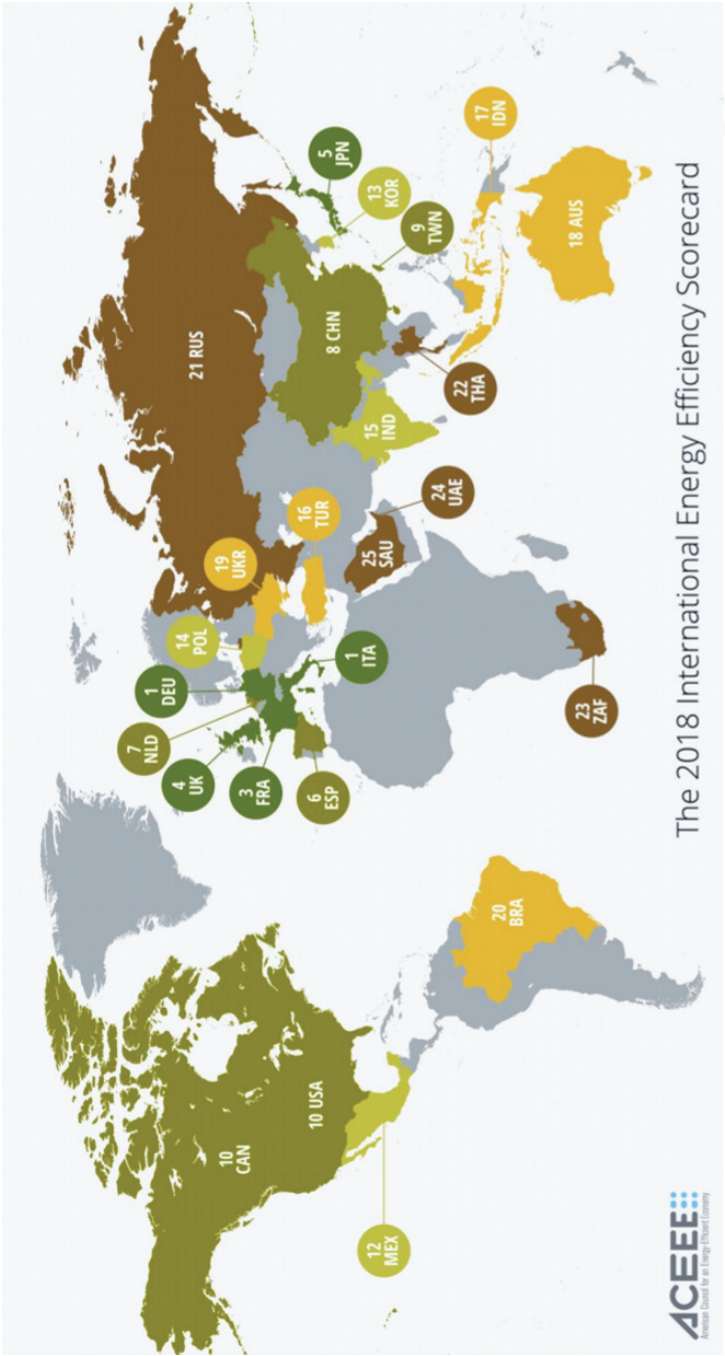 21 RUS
5
JPN
13
KOR
9
TWN
17
IDN
8 CHN
18 AUS
22
THA
15
IND
24
UAE
16
TUR
25
SAU
19
UKR
14
POL
1
DEU
1
ITA
7
NLD
4
UK
3
FRA
6
ESP
23
ZAF
20
BRA
10
CAN
10 USA
12
MEX
The 2018 International Energy Efficiency Scorecard
ACEEE
American Council for an Energy-Efficient Economy